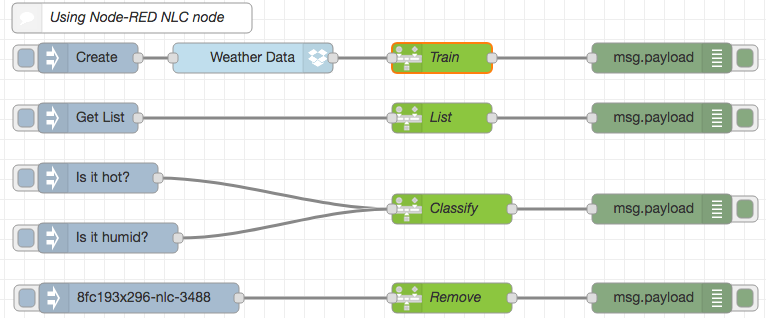 Using Node-RED NLC node
Create Weather Data Train msg.payload
Get List List msg.payload
Is it hot?
Classify msg.payload
Is it humid?
8fc193x296-nlc-3488 Remove msg.payload